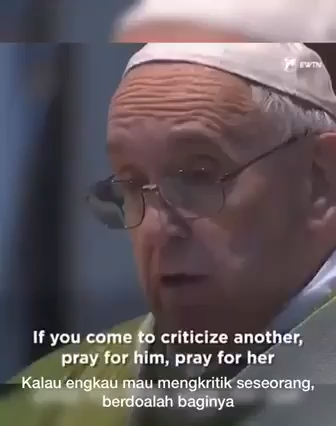 EWTN
If you come to criticize another,
pray for him, pray for her
Kalau engkau mau mengkritik seseorang,
berdoalah baginya